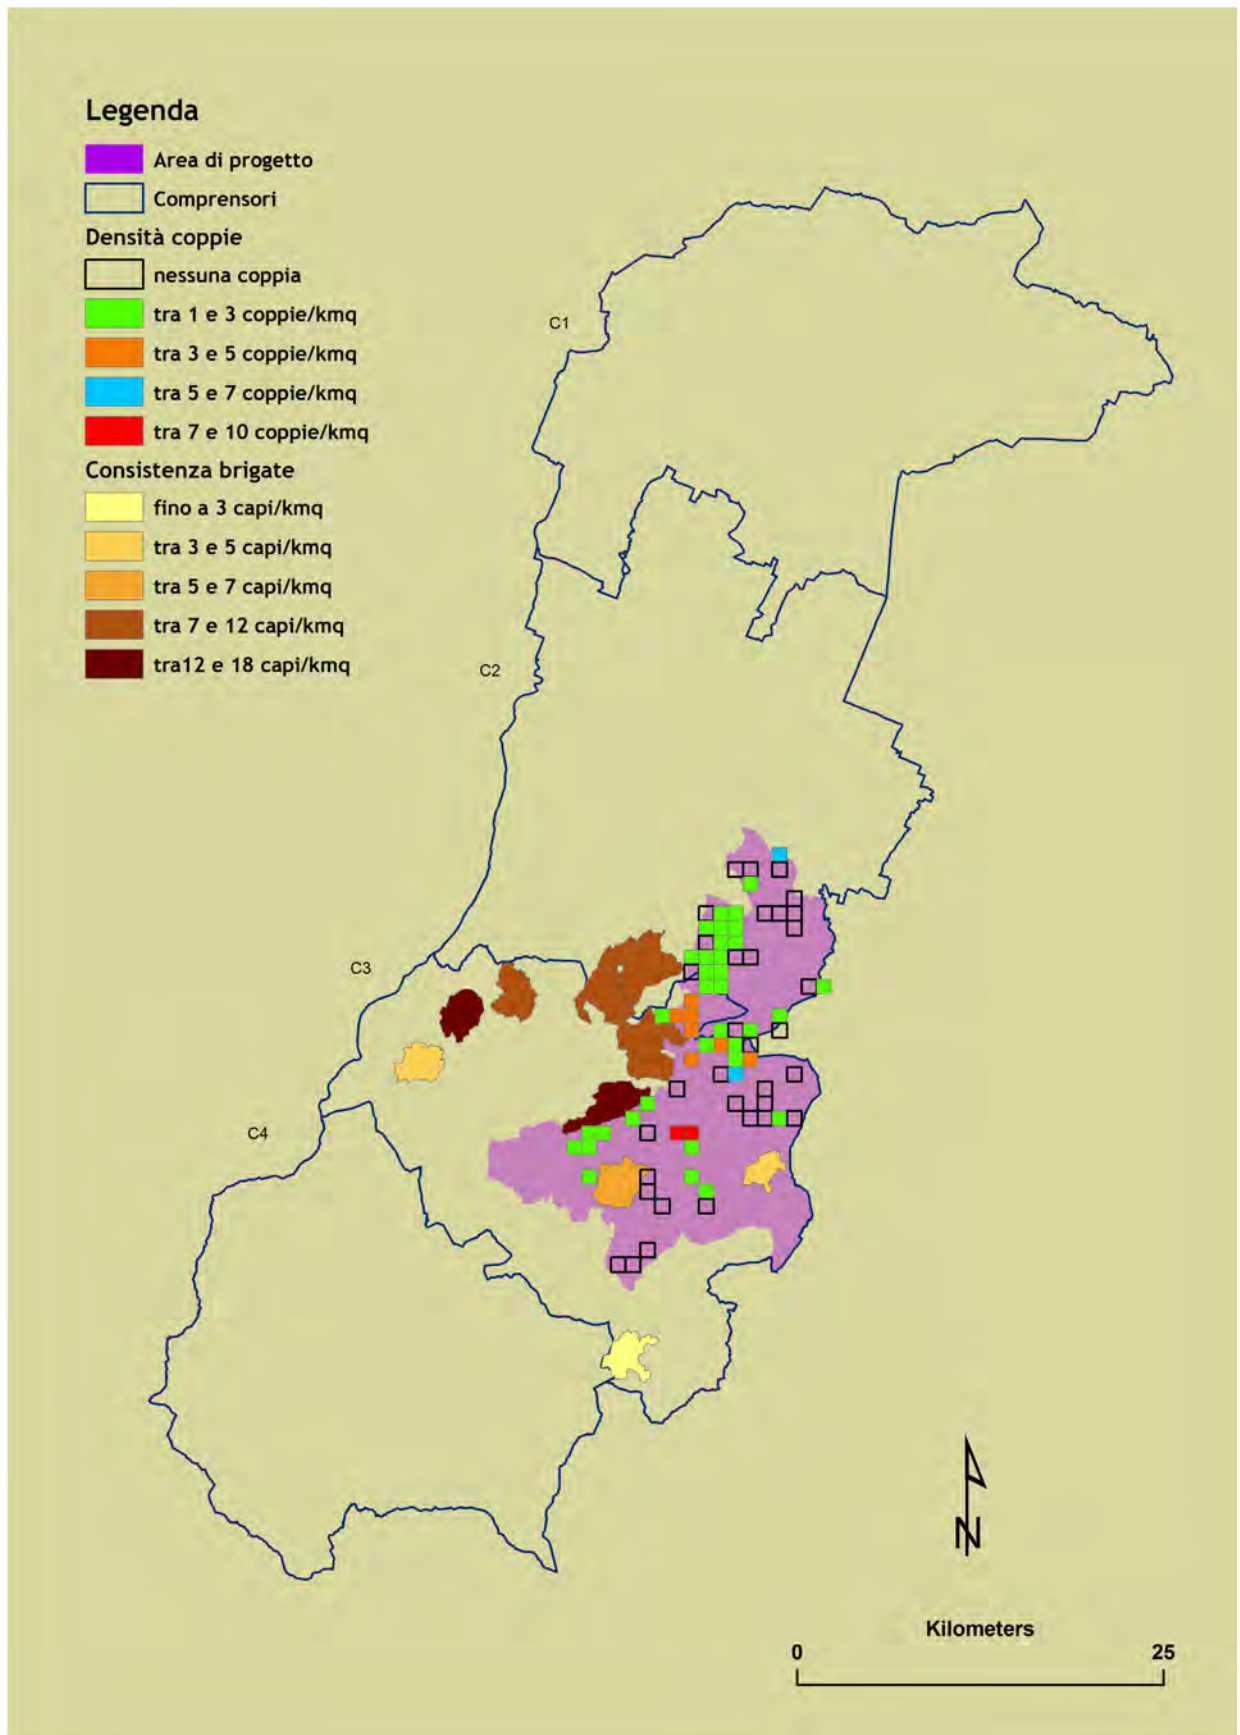 Legenda
Area di progetto
Comprensori
Densità coppie
nessuna coppia
tra 1 e 3 coppie/kmq
tra 3 e 5 coppie/kmq
tra 5 e 7 coppie/kmq
tra 7 e 10 coppie/kmq
Consistenza brigate
fino a 3 capi/kmq
tra 3 e 5 capi/kmq
tra 5 e 7 capi/kmq
tra 7 e 12 capi/kmq
tra12 e 18 capi/kmq
C1
C2
C3
C4
N
Kilometers
0 25